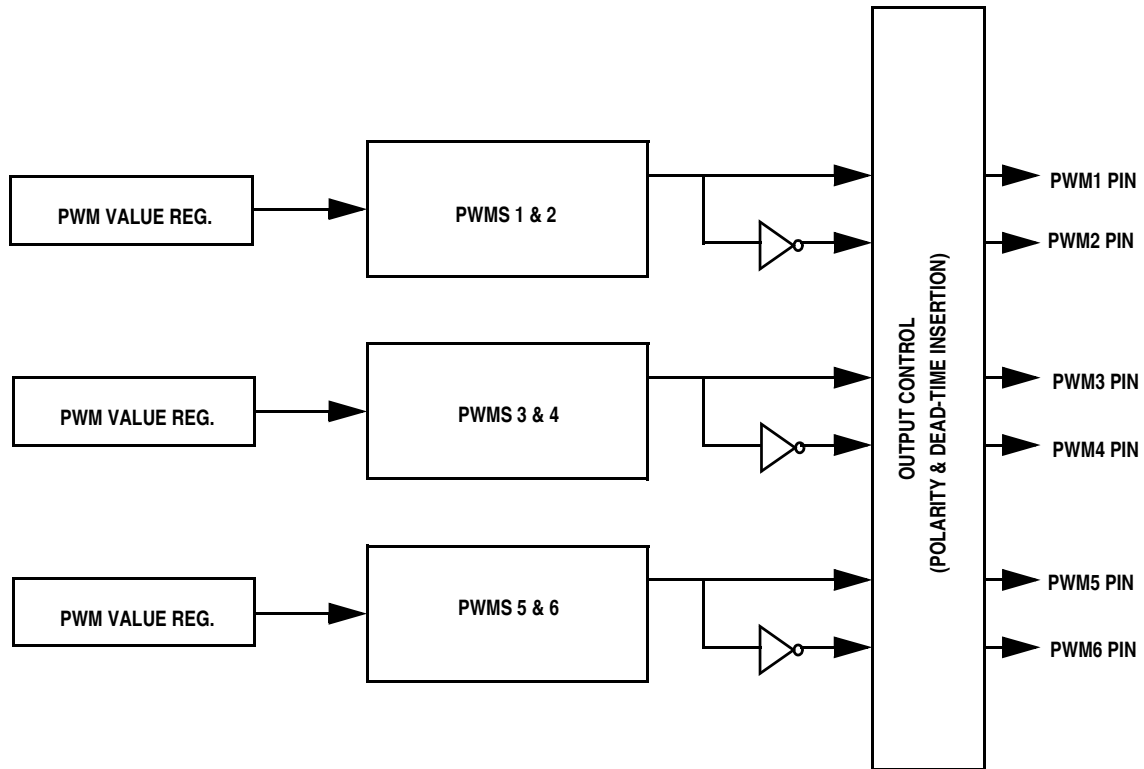 PWM VALUE REG.
PWMS 1 & 2
PWM1 PIN
PWM2 PIN
PWM VALUE REG.
PWMS 3 & 4
PWM3 PIN
PWM4 PIN
PWM VALUE REG.
PWMS 5 & 6
PWM5 PIN
PWM6 PIN
OUTPUT CONTROL
(POLARITY & DEAD-TIME INSERTION)